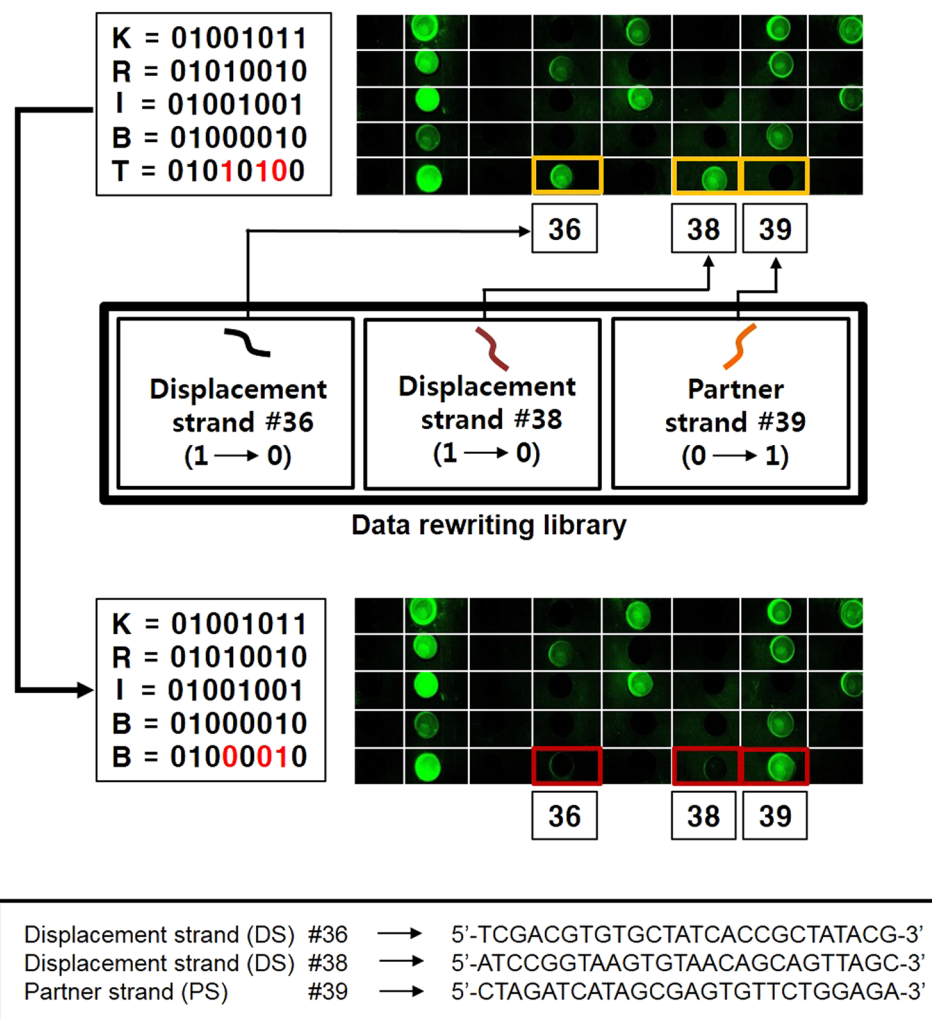 K = 01001011
R = 01010010
I = 01001001
B = 01000010
T = 01010100
36 38 39
Displacement
strand #36
(1 → 0)
Displacement
strand #38
(1 → 0)
Partner
strand #39
(0 → 1)
Data rewriting library
K = 01001011
R = 01010010
I = 01001001
B = 01000010
B = 01000010
36 38 39
Displacement strand (DS) #36 → 5’-TCGACGTGTGCTATCACCGCTATACG-3’
Displacement strand (DS) #38 → 5’-ATCCGGTAAGTGTAACAGCAGTTAGC-3’
Partner strand (PS) #39 → 5’-CTAGATCATAGCGAGTGTTCTGGAGA-3’